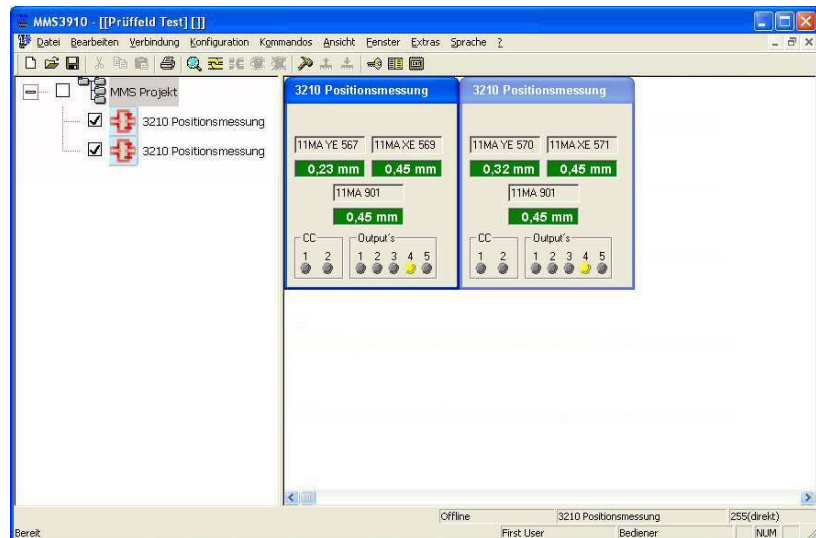 MMS3910 - [[Prüffeld Test] []]
Datei Bearbeiten Verbindung Konfiguration Kommandos Ansicht Fenster Extras Sprache ?
MMS Projekt
3210 Positionsmessung
3210 Positionsmessung
3210 Positionsmessung
11MA YE 567 11MA XE 569
0,23 mm 0,45 mm
11MA 901
0,45 mm
CC Output's
1 2 1 2 3 4 5
3210 Positionsmessung
11MA YE 570 11MA XE 571
0,32 mm 0,45 mm
11MA 901
0,45 mm
CC Output's
1 2 1 2 3 4 5
Offline 3210 Positionsmessung 255(direkt)
Bereit First User Bediener NUM